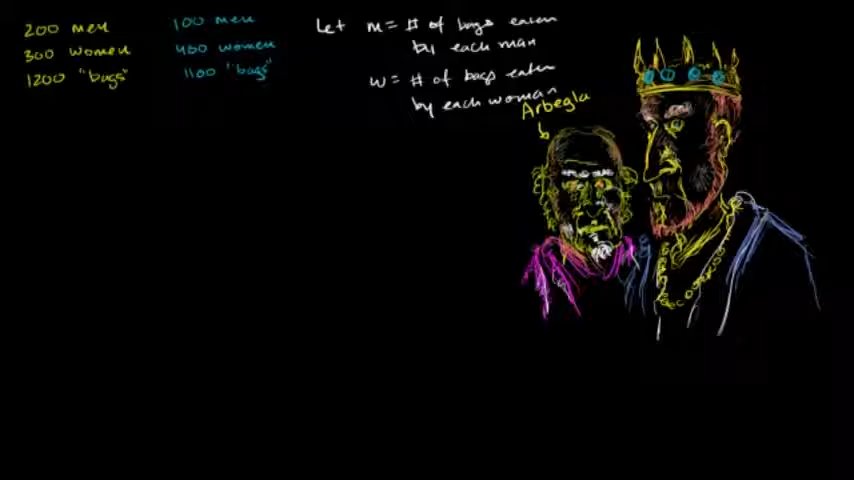 200 men
300 women
1200 "bags"
100 men
400 women
1100 "bags"
Let m = # of bags eaten
by each man
w = # of bags eaten
by each woman
Arbegla